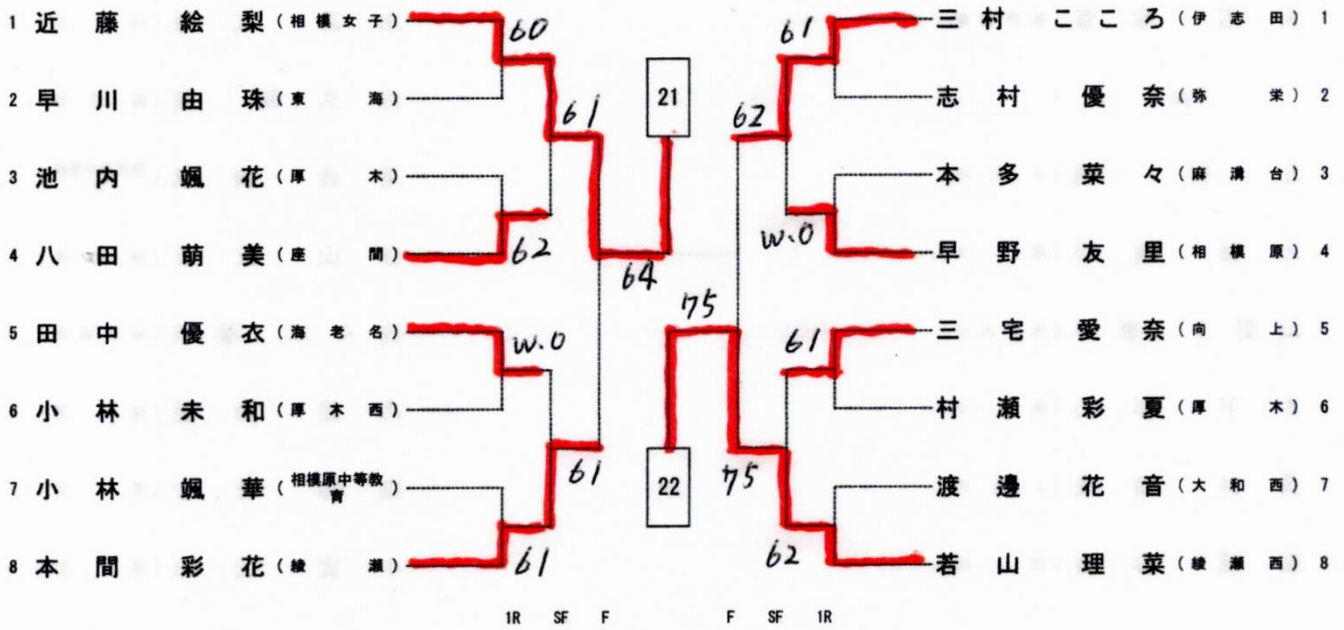 1 近藤絵梨 (相模女子)
60
2 早川由珠 (東海)
61
3 池内颯花 (厚木)
4 八田萌美 (座間)
62
64
5 田中優衣 (海老名)
W.O
6 小林未和 (厚木西)
61
7 小林颯華 (相模原中等教育)
8 本間彩花 (綾瀬)
61
1R SF F
21
22
三村こころ (伊志田) 1
61
志村優奈 (弥栄) 2
62
本多菜々 (麻溝台) 3
W.O
早野友里 (相模原) 4
75
三宅愛奈 (向上) 5
61
村瀬彩夏 (厚木) 6
75
渡邊花音 (大和西) 7
62
若山理菜 (綾瀬西) 8
F SF 1R